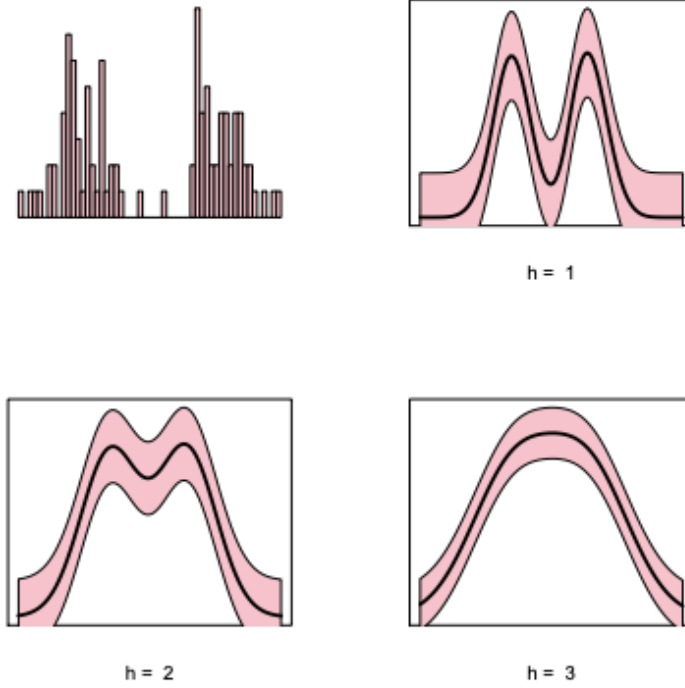 h = 1
h = 2
h = 3